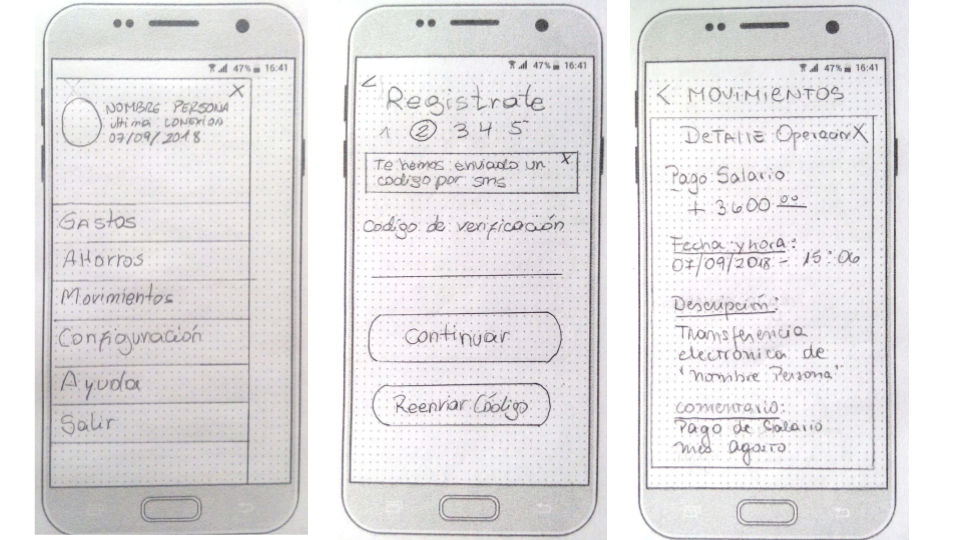 47% 16:41
X
NOMBRE PERSONA
última CONEXION
07/09/2018
GAstos
AHorros
Movimientos
Configuración
Ayuda
Salir
47% 16:41
<
Registrate
1 2 3 4 5
Te hemos enviado un X
codigo por sms
Codigo de verificación
Continuar
Reenviar Código
47% 16:41
< MOVIMIENTOS
DETAllE Operación X
Pago Salario
+ 3600 00
Fecha y hora:
07/09/2018 - 15:06
Descripción:
Transferencia
electrónica de
"nombre Persona"
comentario:
Pago de Salario
mes Agosto